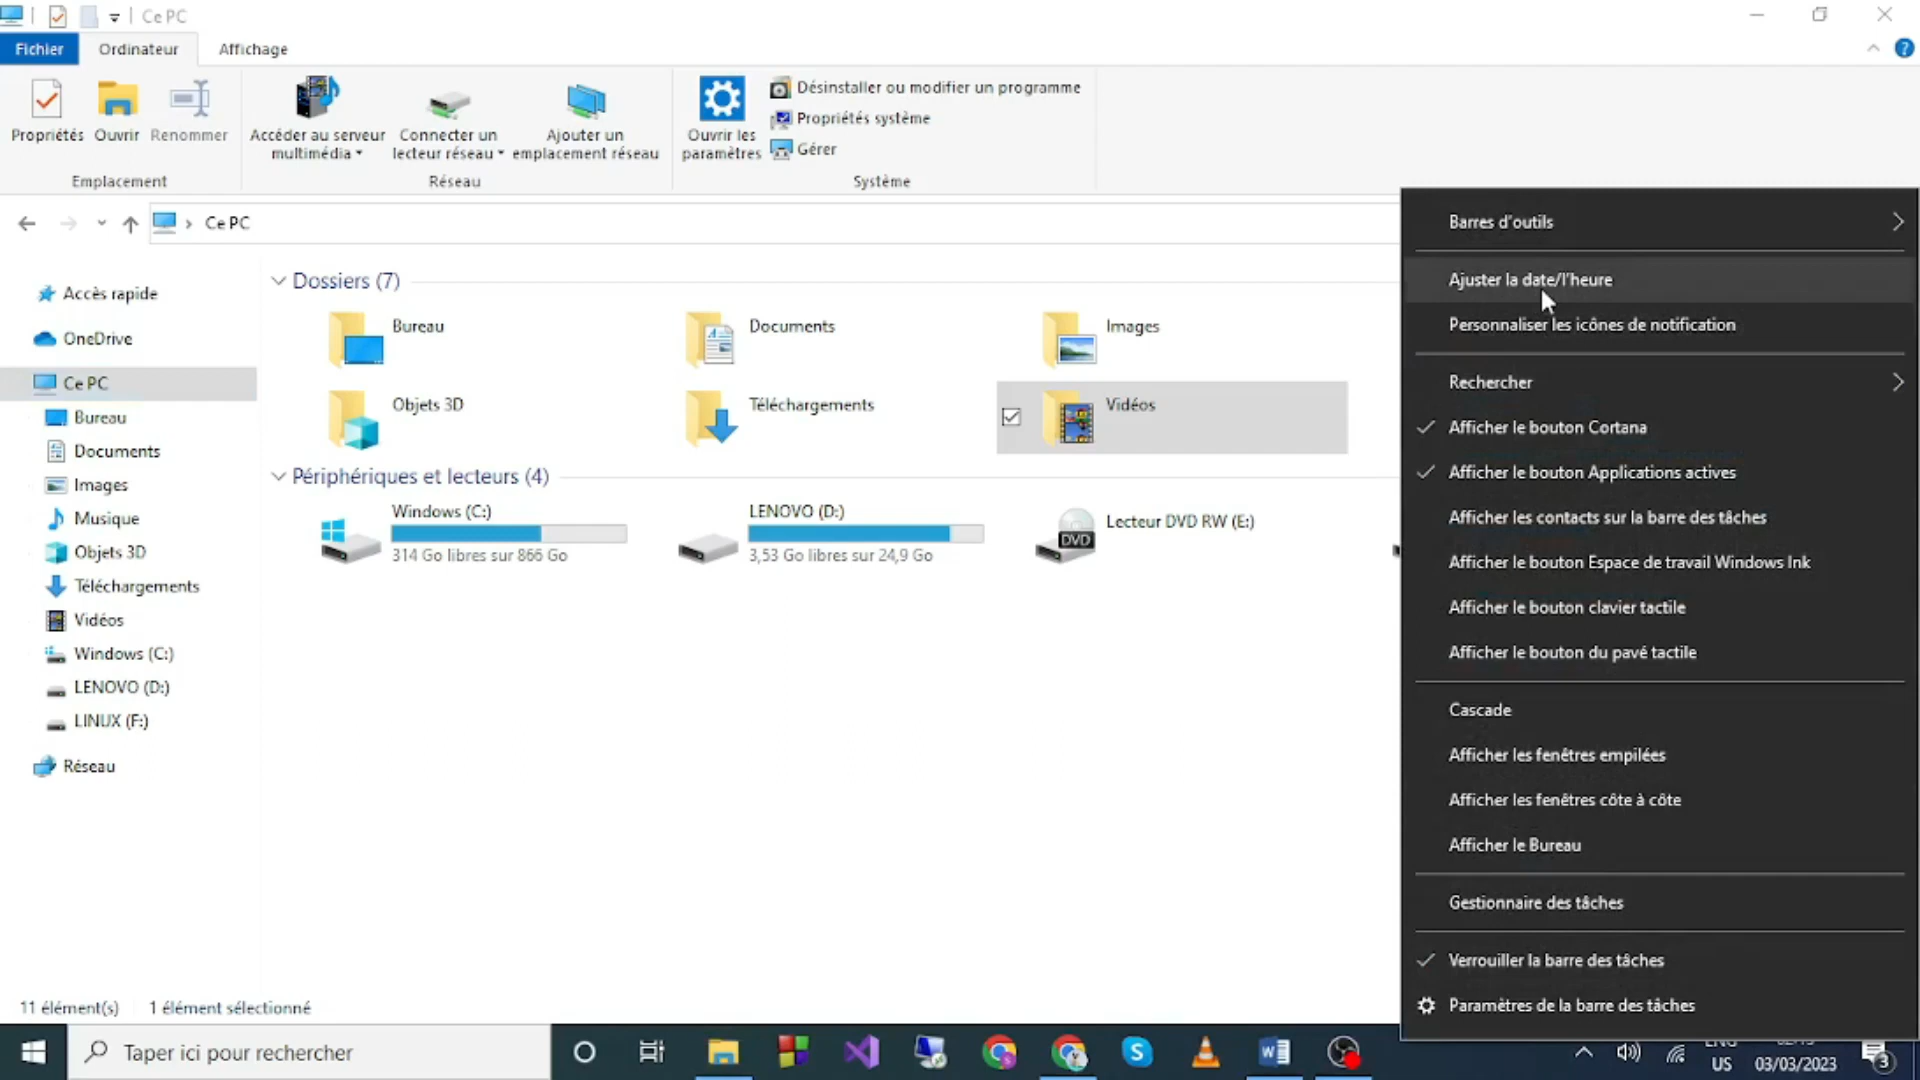 Ce PC
Fichier
Ordinateur
Affichage
Propriétés
Ouvrir
Renommer
Accéder au serveur
multimédia
Connecter un
lecteur réseau
Ajouter un
emplacement réseau
Ouvrir les
paramètres
Désinstaller ou modifier un programme
Propriétés système
Gérer
Emplacement
Réseau
Système
Ce PC
Accès rapide
OneDrive
Ce PC
Bureau
Documents
Images
Musique
Objets 3D
Téléchargements
Vidéos
Windows (C:)
LENOVO (D:)
LINUX (F:)
Réseau
Dossiers (7)
Bureau
Documents
Images
Objets 3D
Téléchargements
Vidéos
Périphériques et lecteurs (4)
Windows (C:)
314 Go libres sur 866 Go
LENOVO (D:)
3,53 Go libres sur 24,9 Go
Lecteur DVD RW (E:)
DVD
Barres d'outils
Ajuster la date/l'heure
Personnaliser les icônes de notification
Rechercher
Afficher le bouton Cortana
Afficher le bouton Applications actives
Afficher les contacts sur la barre des tâches
Afficher le bouton Espace de travail Windows Ink
Afficher le bouton clavier tactile
Afficher le bouton du pavé tactile
Cascade
Afficher les fenêtres empilées
Afficher les fenêtres côte à côte
Afficher le Bureau
Gestionnaire des tâches
Verrouiller la barre des tâches
Paramètres de la barre des tâches
11 élément(s)
1 élément sélectionné
Taper ici pour rechercher
ENG
US
03/03/2023
3